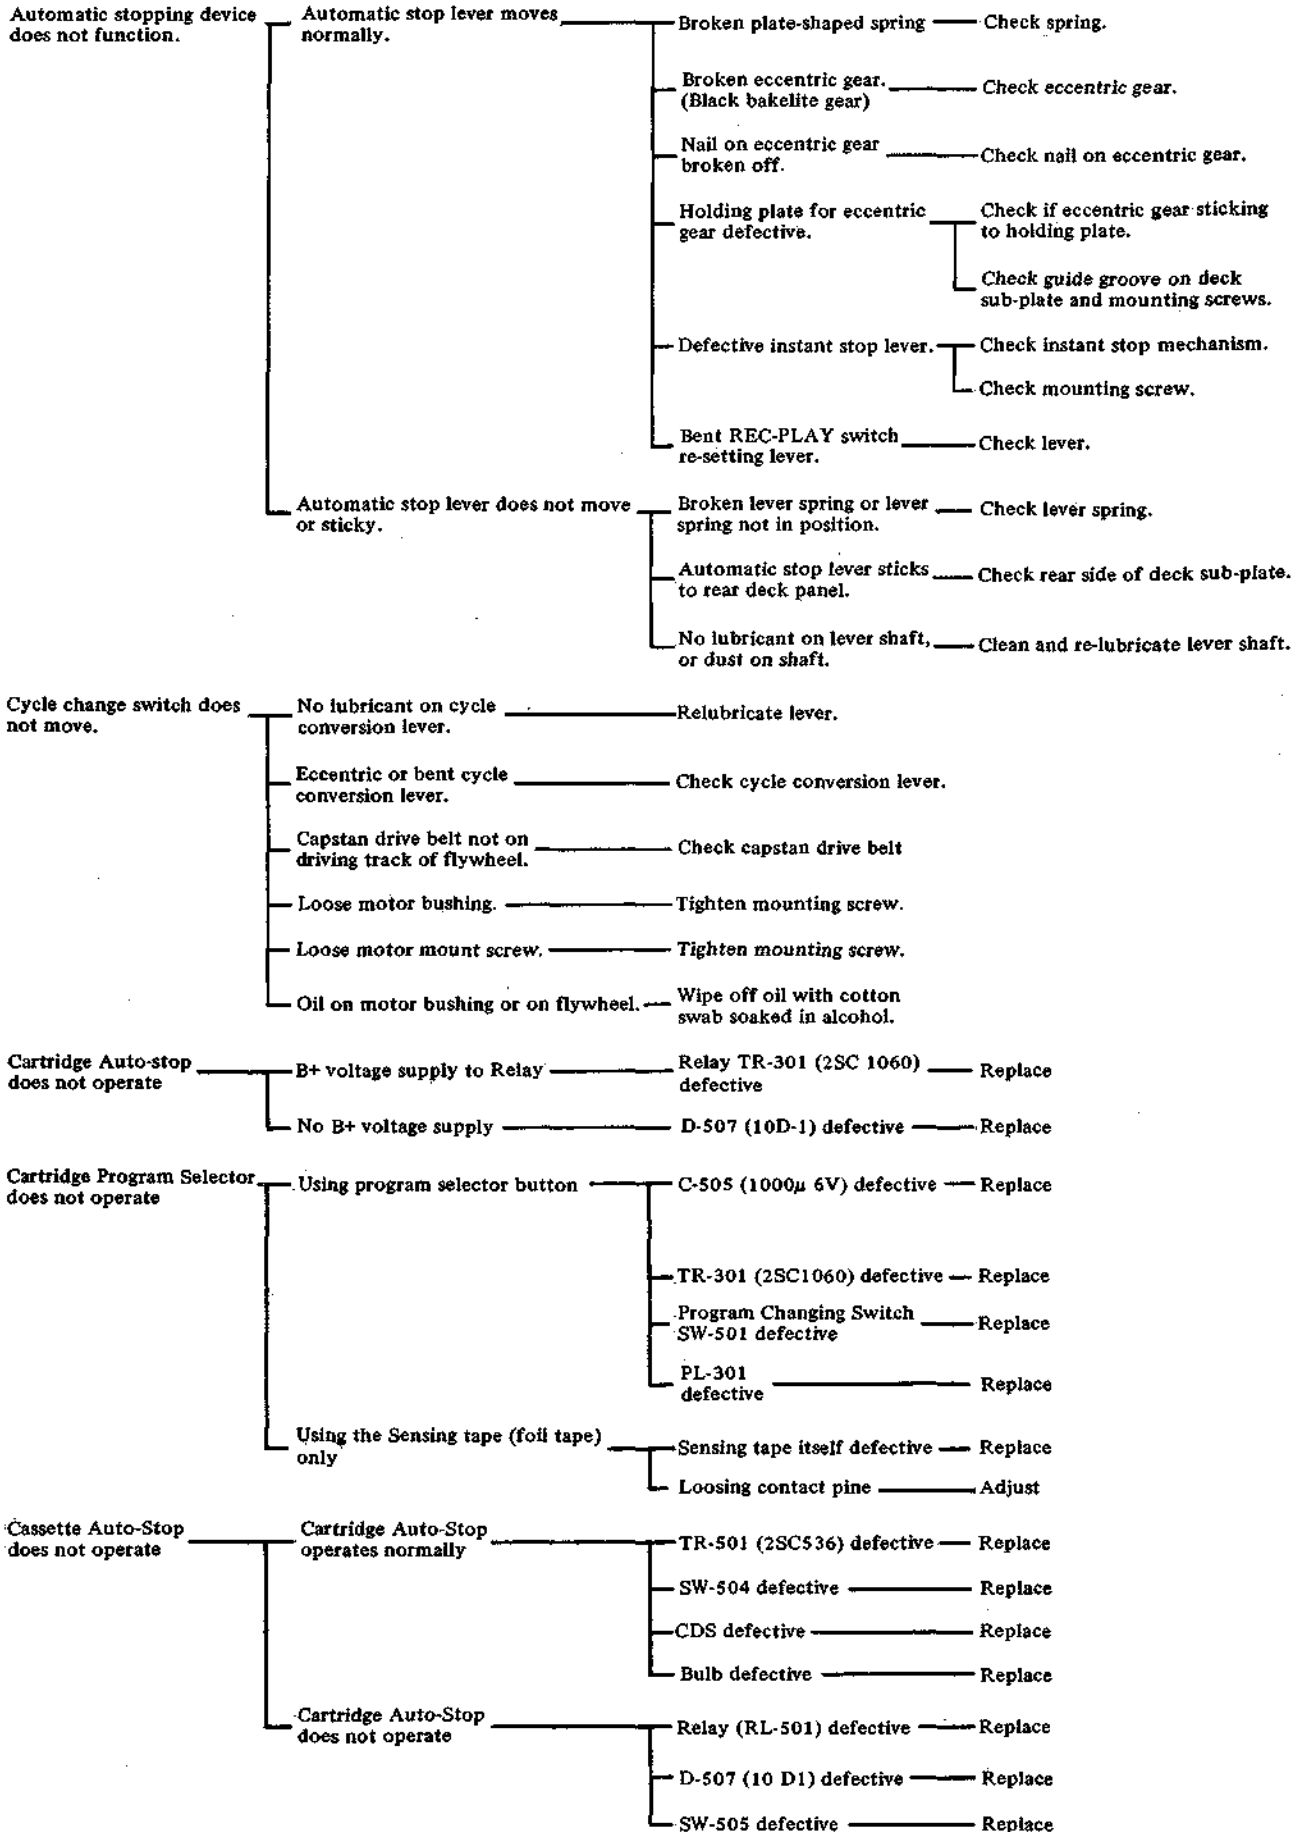 Automatic stopping device
does not function.
Automatic stop lever moves
normally.
Broken plate-shaped spring
Check spring.
Broken eccentric gear.
(Black bakelite gear)
Check eccentric gear.
Nail on eccentric gear
broken off.
Check nail on eccentric gear.
Holding plate for eccentric
gear defective.
Check if eccentric gear sticking
to holding plate.
Check guide groove on deck
sub-plate and mounting screws.
Defective instant stop lever.
Check instant stop mechanism.
Check mounting screw.
Bent REC-PLAY switch
re-setting lever.
Check lever.
Automatic stop lever does not move
or sticky.
Broken lever spring or lever
spring not in position.
Check lever spring.
Automatic stop lever sticks
to rear deck panel.
Check rear side of deck sub-plate.
No lubricant on lever shaft,
or dust on shaft.
Clean and re-lubricate lever shaft.
Cycle change switch does
not move.
No lubricant on cycle
conversion lever.
Relubricate lever.
Eccentric or bent cycle
conversion lever.
Check cycle conversion lever.
Capstan drive belt not on
driving track of flywheel.
Check capstan drive belt
Loose motor bushing.
Tighten mounting screw.
Loose motor mount screw.
Tighten mounting screw.
Oil on motor bushing or on flywheel.
Wipe off oil with cotton
swab soaked in alcohol.
Cartridge Auto-stop
does not operate
B+ voltage supply to Relay
Relay TR-301 (2SC 1060)
defective
Replace
No B+ voltage supply
D-507 (10D-1) defective
Replace
Cartridge Program Selector
does not operate
Using program selector button
C-505 (1000µ 6V) defective
Replace
TR-301 (2SC1060) defective
Replace
Program Changing Switch
SW-501 defective
Replace
PL-301
defective
Replace
Using the Sensing tape (foil tape)
only
Sensing tape itself defective
Replace
Loosing contact pine
Adjust
Cassette Auto-Stop
does not operate
Cartridge Auto-Stop
operates normally
TR-501 (2SC536) defective
Replace
SW-504 defective
Replace
CDS defective
Replace
Bulb defective
Replace
Cartridge Auto-Stop
does not operate
Relay (RL-501) defective
Replace
D-507 (10 D1) defective
Replace
SW-505 defective
Replace